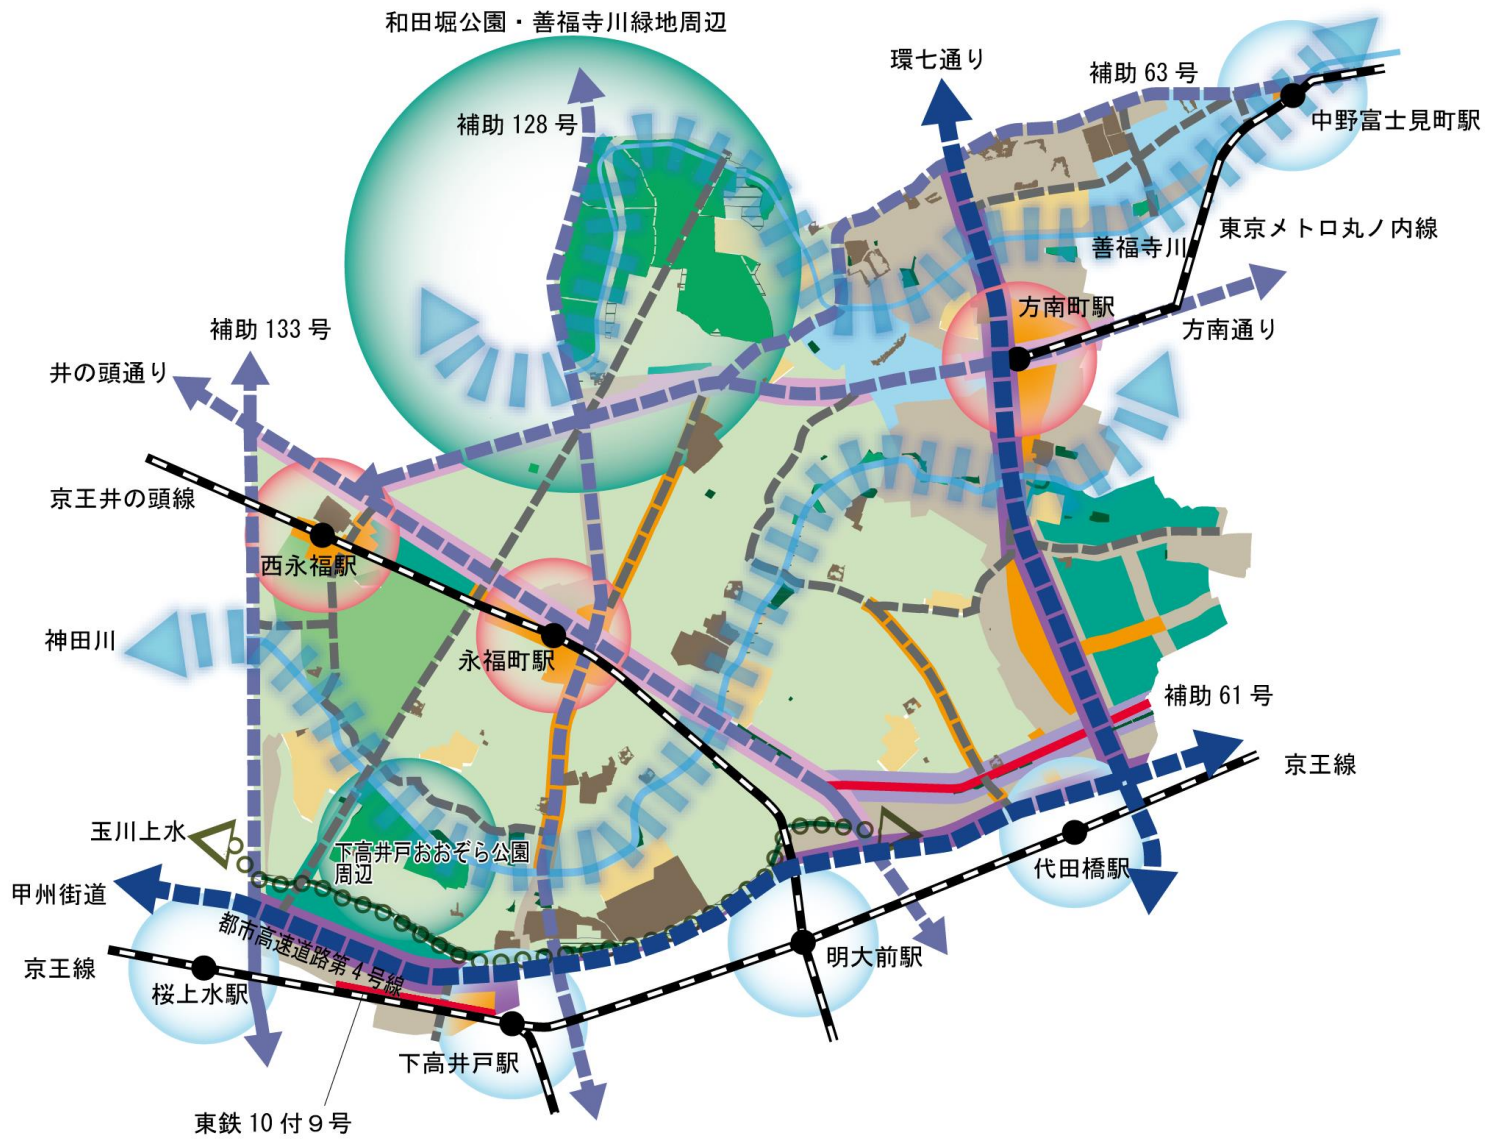 和田堀公園・善福寺川緑地周辺
環七通り
補助 63 号
補助 128 号
中野富士見町駅
東京メトロ丸ノ内線
善福寺川
方南町駅
方南通り
補助 133 号
井の頭通り
京王井の頭線
西永福駅
神田川
永福町駅
補助 61 号
京王線
玉川上水
下高井戸おおぞら公園
周辺
代田橋駅
甲州街道
都市高速道路第4号線
明大前駅
京王線
桜上水駅
下高井戸駅
東鉄 10 付９号